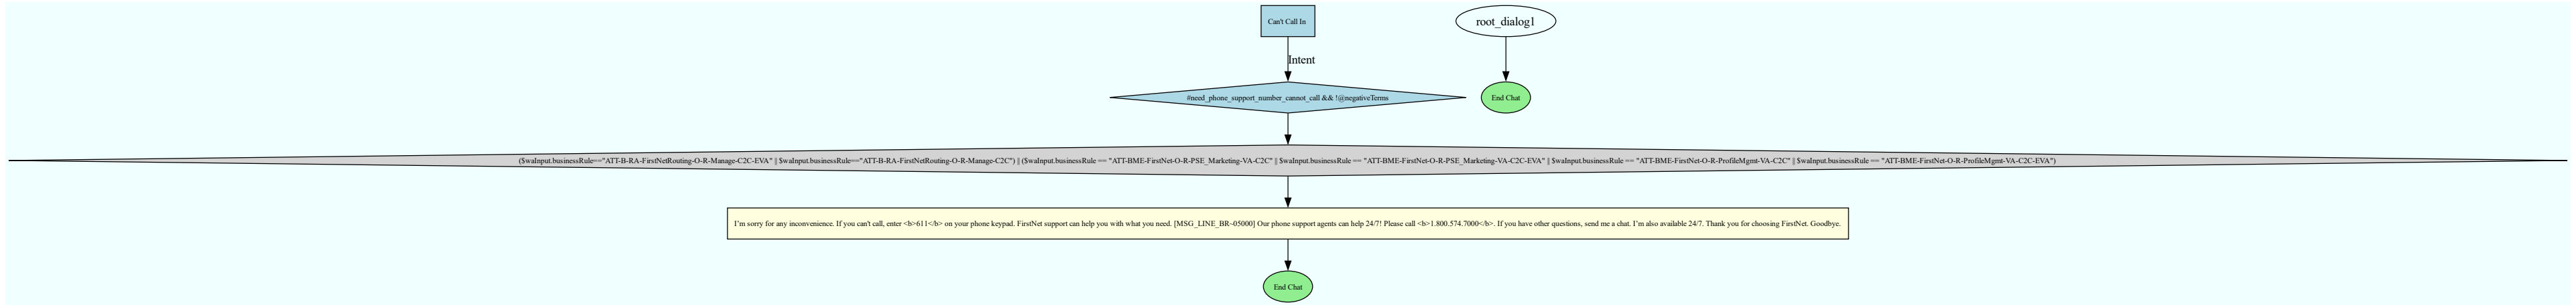 Can't Call In
root_dialog1
Intent
#need_phone_support_number_cannot_call && !@negativeTerms
End Chat
($waInput.businessRule=="ATT-B-RA-FirstNetRouting-O-R-Manage-C2C-EVA" || $waInput.businessRule=="ATT-B-RA-FirstNetRouting-O-R-Manage-C2C") || ($waInput.businessRule == "ATT-BME-FirstNet-O-R-PSE_Marketing-VA-C2C" || $waInput.businessRule == "ATT-BME-FirstNet-O-R-PSE_Marketing-VA-C2C-EVA" || $waInput.businessRule == "ATT-BME-FirstNet-O-R-ProfileMgmt-VA-C2C" || $waInput.businessRule == "ATT-BME-FirstNet-O-R-ProfileMgmt-VA-C2C-EVA")
I’m sorry for any inconvenience. If you can't call, enter <b>611</b> on your phone keypad. FirstNet support can help you with what you need. [MSG_LINE_BR~05000] Our phone support agents can help 24/7! Please call <b>1.800.574.7000</b>. If you have other questions, send me a chat. I’m also available 24/7. Thank you for choosing FirstNet. Goodbye.
End Chat